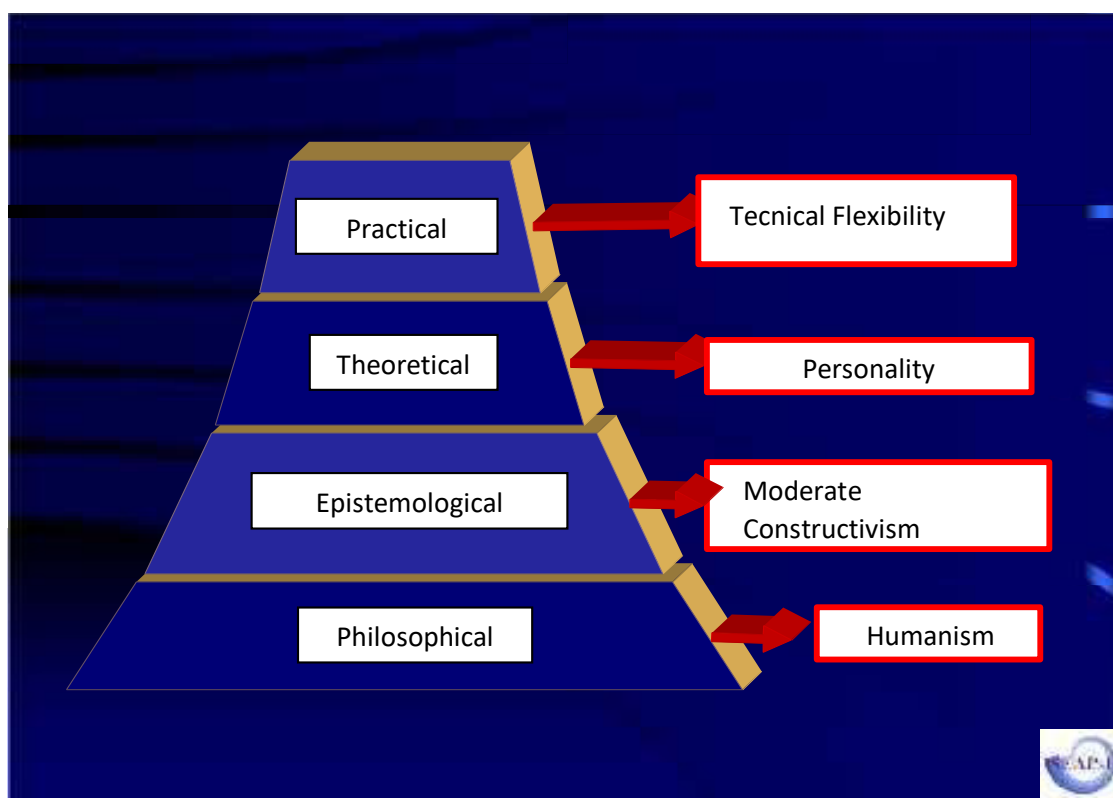 Practical
Tecnical Flexibility
Theoretical
Personality
Epistemological
Moderate
Constructivism
Philosophical
Humanism